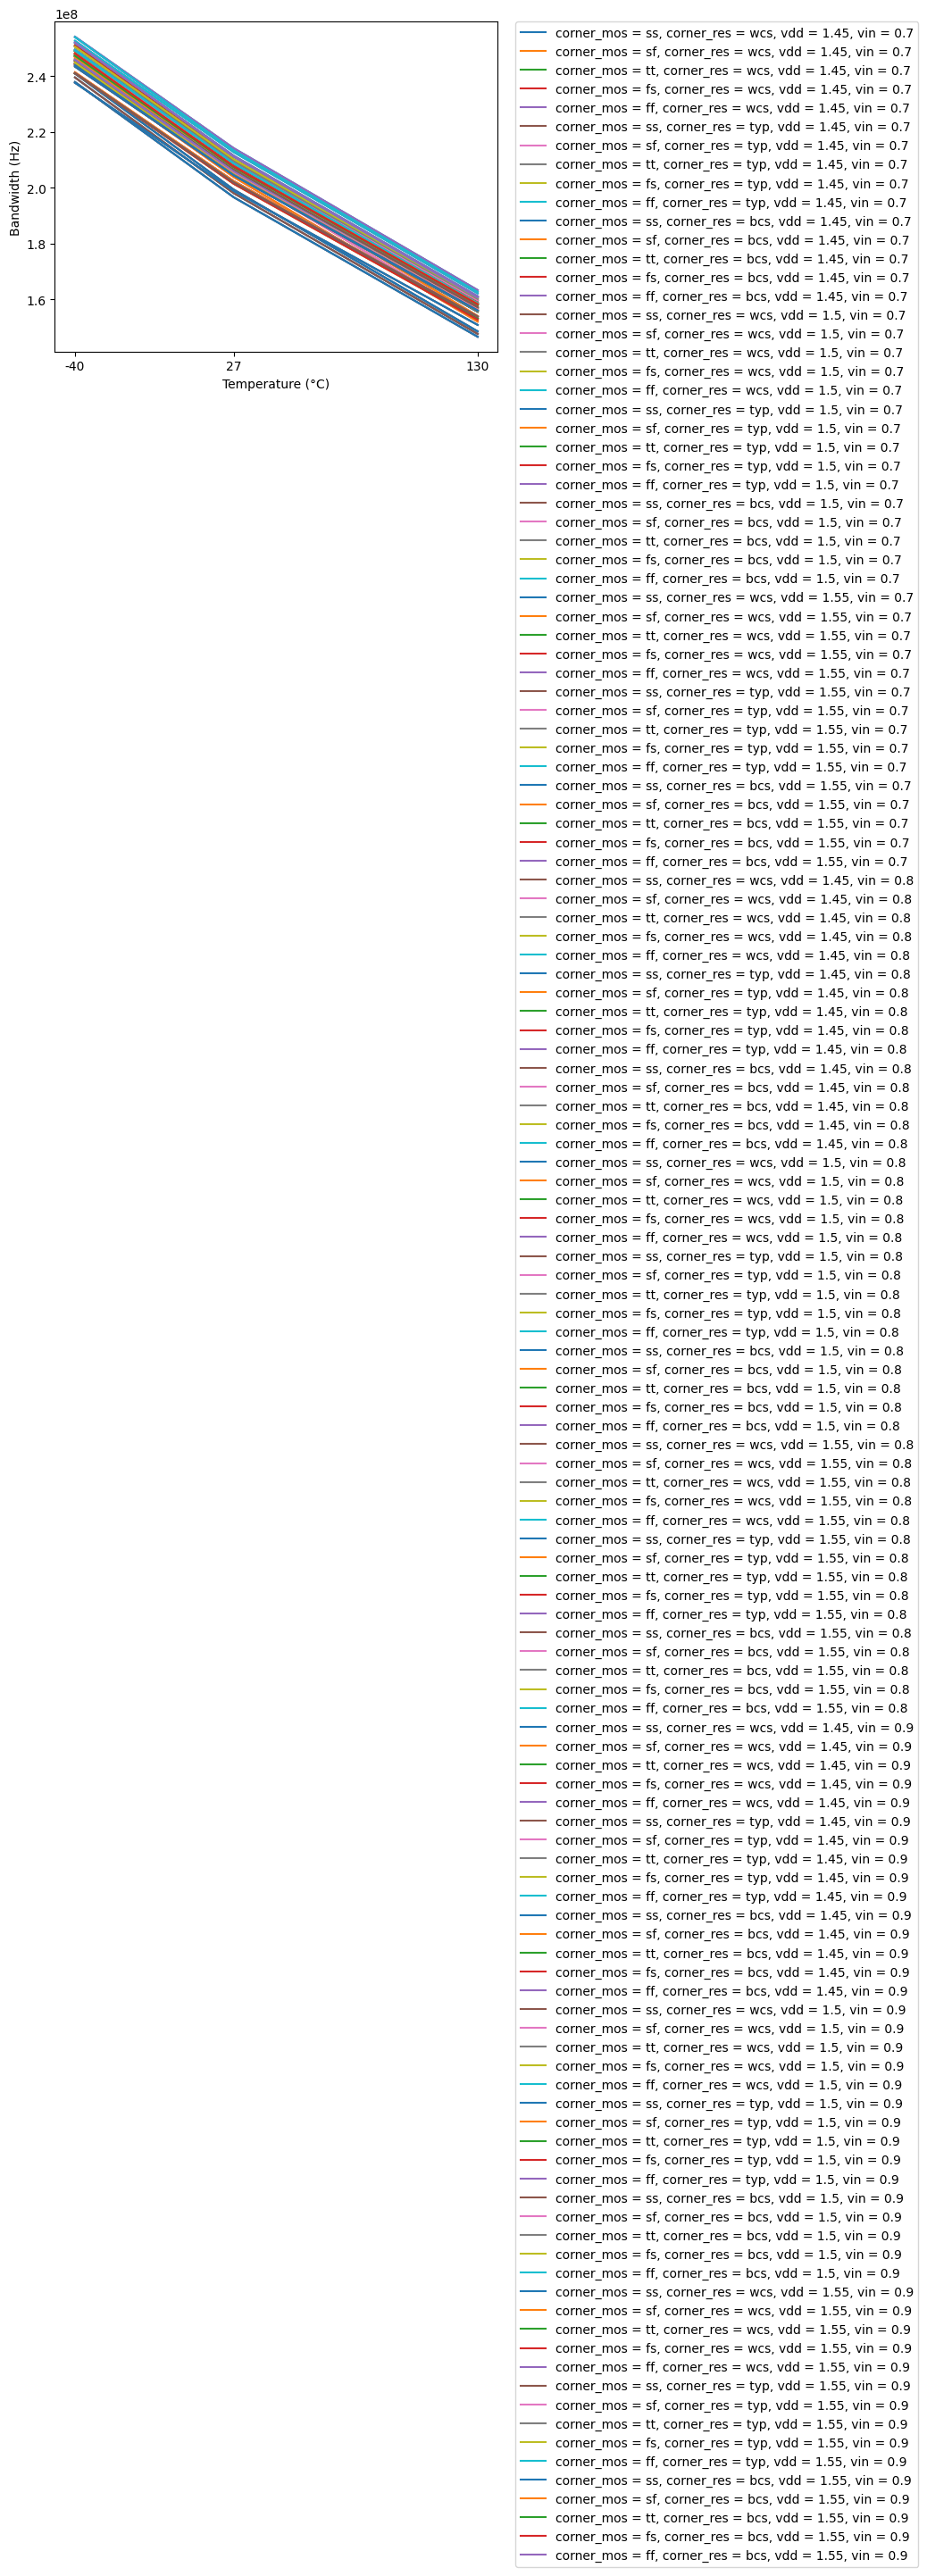 1e8
2.4
2.2
2.0
1.8
1.6
Bandwidth (Hz)
-40
27
130
Temperature (°C)
corner_mos = ss, corner_res = wcs, vdd = 1.45, vin = 0.7
corner_mos = sf, corner_res = wcs, vdd = 1.45, vin = 0.7
corner_mos = tt, corner_res = wcs, vdd = 1.45, vin = 0.7
corner_mos = fs, corner_res = wcs, vdd = 1.45, vin = 0.7
corner_mos = ff, corner_res = wcs, vdd = 1.45, vin = 0.7
corner_mos = ss, corner_res = typ, vdd = 1.45, vin = 0.7
corner_mos = sf, corner_res = typ, vdd = 1.45, vin = 0.7
corner_mos = tt, corner_res = typ, vdd = 1.45, vin = 0.7
corner_mos = fs, corner_res = typ, vdd = 1.45, vin = 0.7
corner_mos = ff, corner_res = typ, vdd = 1.45, vin = 0.7
corner_mos = ss, corner_res = bcs, vdd = 1.45, vin = 0.7
corner_mos = sf, corner_res = bcs, vdd = 1.45, vin = 0.7
corner_mos = tt, corner_res = bcs, vdd = 1.45, vin = 0.7
corner_mos = fs, corner_res = bcs, vdd = 1.45, vin = 0.7
corner_mos = ff, corner_res = bcs, vdd = 1.45, vin = 0.7
corner_mos = ss, corner_res = wcs, vdd = 1.5, vin = 0.7
corner_mos = sf, corner_res = wcs, vdd = 1.5, vin = 0.7
corner_mos = tt, corner_res = wcs, vdd = 1.5, vin = 0.7
corner_mos = fs, corner_res = wcs, vdd = 1.5, vin = 0.7
corner_mos = ff, corner_res = wcs, vdd = 1.5, vin = 0.7
corner_mos = ss, corner_res = typ, vdd = 1.5, vin = 0.7
corner_mos = sf, corner_res = typ, vdd = 1.5, vin = 0.7
corner_mos = tt, corner_res = typ, vdd = 1.5, vin = 0.7
corner_mos = fs, corner_res = typ, vdd = 1.5, vin = 0.7
corner_mos = ff, corner_res = typ, vdd = 1.5, vin = 0.7
corner_mos = ss, corner_res = bcs, vdd = 1.5, vin = 0.7
corner_mos = sf, corner_res = bcs, vdd = 1.5, vin = 0.7
corner_mos = tt, corner_res = bcs, vdd = 1.5, vin = 0.7
corner_mos = fs, corner_res = bcs, vdd = 1.5, vin = 0.7
corner_mos = ff, corner_res = bcs, vdd = 1.5, vin = 0.7
corner_mos = ss, corner_res = wcs, vdd = 1.55, vin = 0.7
corner_mos = sf, corner_res = wcs, vdd = 1.55, vin = 0.7
corner_mos = tt, corner_res = wcs, vdd = 1.55, vin = 0.7
corner_mos = fs, corner_res = wcs, vdd = 1.55, vin = 0.7
corner_mos = ff, corner_res = wcs, vdd = 1.55, vin = 0.7
corner_mos = ss, corner_res = typ, vdd = 1.55, vin = 0.7
corner_mos = sf, corner_res = typ, vdd = 1.55, vin = 0.7
corner_mos = tt, corner_res = typ, vdd = 1.55, vin = 0.7
corner_mos = fs, corner_res = typ, vdd = 1.55, vin = 0.7
corner_mos = ff, corner_res = typ, vdd = 1.55, vin = 0.7
corner_mos = ss, corner_res = bcs, vdd = 1.55, vin = 0.7
corner_mos = sf, corner_res = bcs, vdd = 1.55, vin = 0.7
corner_mos = tt, corner_res = bcs, vdd = 1.55, vin = 0.7
corner_mos = fs, corner_res = bcs, vdd = 1.55, vin = 0.7
corner_mos = ff, corner_res = bcs, vdd = 1.55, vin = 0.7
corner_mos = ss, corner_res = wcs, vdd = 1.45, vin = 0.8
corner_mos = sf, corner_res = wcs, vdd = 1.45, vin = 0.8
corner_mos = tt, corner_res = wcs, vdd = 1.45, vin = 0.8
corner_mos = fs, corner_res = wcs, vdd = 1.45, vin = 0.8
corner_mos = ff, corner_res = wcs, vdd = 1.45, vin = 0.8
corner_mos = ss, corner_res = typ, vdd = 1.45, vin = 0.8
corner_mos = sf, corner_res = typ, vdd = 1.45, vin = 0.8
corner_mos = tt, corner_res = typ, vdd = 1.45, vin = 0.8
corner_mos = fs, corner_res = typ, vdd = 1.45, vin = 0.8
corner_mos = ff, corner_res = typ, vdd = 1.45, vin = 0.8
corner_mos = ss, corner_res = bcs, vdd = 1.45, vin = 0.8
corner_mos = sf, corner_res = bcs, vdd = 1.45, vin = 0.8
corner_mos = tt, corner_res = bcs, vdd = 1.45, vin = 0.8
corner_mos = fs, corner_res = bcs, vdd = 1.45, vin = 0.8
corner_mos = ff, corner_res = bcs, vdd = 1.45, vin = 0.8
corner_mos = ss, corner_res = wcs, vdd = 1.5, vin = 0.8
corner_mos = sf, corner_res = wcs, vdd = 1.5, vin = 0.8
corner_mos = tt, corner_res = wcs, vdd = 1.5, vin = 0.8
corner_mos = fs, corner_res = wcs, vdd = 1.5, vin = 0.8
corner_mos = ff, corner_res = wcs, vdd = 1.5, vin = 0.8
corner_mos = ss, corner_res = typ, vdd = 1.5, vin = 0.8
corner_mos = sf, corner_res = typ, vdd = 1.5, vin = 0.8
corner_mos = tt, corner_res = typ, vdd = 1.5, vin = 0.8
corner_mos = fs, corner_res = typ, vdd = 1.5, vin = 0.8
corner_mos = ff, corner_res = typ, vdd = 1.5, vin = 0.8
corner_mos = ss, corner_res = bcs, vdd = 1.5, vin = 0.8
corner_mos = sf, corner_res = bcs, vdd = 1.5, vin = 0.8
corner_mos = tt, corner_res = bcs, vdd = 1.5, vin = 0.8
corner_mos = fs, corner_res = bcs, vdd = 1.5, vin = 0.8
corner_mos = ff, corner_res = bcs, vdd = 1.5, vin = 0.8
corner_mos = ss, corner_res = wcs, vdd = 1.55, vin = 0.8
corner_mos = sf, corner_res = wcs, vdd = 1.55, vin = 0.8
corner_mos = tt, corner_res = wcs, vdd = 1.55, vin = 0.8
corner_mos = fs, corner_res = wcs, vdd = 1.55, vin = 0.8
corner_mos = ff, corner_res = wcs, vdd = 1.55, vin = 0.8
corner_mos = ss, corner_res = typ, vdd = 1.55, vin = 0.8
corner_mos = sf, corner_res = typ, vdd = 1.55, vin = 0.8
corner_mos = tt, corner_res = typ, vdd = 1.55, vin = 0.8
corner_mos = fs, corner_res = typ, vdd = 1.55, vin = 0.8
corner_mos = ff, corner_res = typ, vdd = 1.55, vin = 0.8
corner_mos = ss, corner_res = bcs, vdd = 1.55, vin = 0.8
corner_mos = sf, corner_res = bcs, vdd = 1.55, vin = 0.8
corner_mos = tt, corner_res = bcs, vdd = 1.55, vin = 0.8
corner_mos = fs, corner_res = bcs, vdd = 1.55, vin = 0.8
corner_mos = ff, corner_res = bcs, vdd = 1.55, vin = 0.8
corner_mos = ss, corner_res = wcs, vdd = 1.45, vin = 0.9
corner_mos = sf, corner_res = wcs, vdd = 1.45, vin = 0.9
corner_mos = tt, corner_res = wcs, vdd = 1.45, vin = 0.9
corner_mos = fs, corner_res = wcs, vdd = 1.45, vin = 0.9
corner_mos = ff, corner_res = wcs, vdd = 1.45, vin = 0.9
corner_mos = ss, corner_res = typ, vdd = 1.45, vin = 0.9
corner_mos = sf, corner_res = typ, vdd = 1.45, vin = 0.9
corner_mos = tt, corner_res = typ, vdd = 1.45, vin = 0.9
corner_mos = fs, corner_res = typ, vdd = 1.45, vin = 0.9
corner_mos = ff, corner_res = typ, vdd = 1.45, vin = 0.9
corner_mos = ss, corner_res = bcs, vdd = 1.45, vin = 0.9
corner_mos = sf, corner_res = bcs, vdd = 1.45, vin = 0.9
corner_mos = tt, corner_res = bcs, vdd = 1.45, vin = 0.9
corner_mos = fs, corner_res = bcs, vdd = 1.45, vin = 0.9
corner_mos = ff, corner_res = bcs, vdd = 1.45, vin = 0.9
corner_mos = ss, corner_res = wcs, vdd = 1.5, vin = 0.9
corner_mos = sf, corner_res = wcs, vdd = 1.5, vin = 0.9
corner_mos = tt, corner_res = wcs, vdd = 1.5, vin = 0.9
corner_mos = fs, corner_res = wcs, vdd = 1.5, vin = 0.9
corner_mos = ff, corner_res = wcs, vdd = 1.5, vin = 0.9
corner_mos = ss, corner_res = typ, vdd = 1.5, vin = 0.9
corner_mos = sf, corner_res = typ, vdd = 1.5, vin = 0.9
corner_mos = tt, corner_res = typ, vdd = 1.5, vin = 0.9
corner_mos = fs, corner_res = typ, vdd = 1.5, vin = 0.9
corner_mos = ff, corner_res = typ, vdd = 1.5, vin = 0.9
corner_mos = ss, corner_res = bcs, vdd = 1.5, vin = 0.9
corner_mos = sf, corner_res = bcs, vdd = 1.5, vin = 0.9
corner_mos = tt, corner_res = bcs, vdd = 1.5, vin = 0.9
corner_mos = fs, corner_res = bcs, vdd = 1.5, vin = 0.9
corner_mos = ff, corner_res = bcs, vdd = 1.5, vin = 0.9
corner_mos = ss, corner_res = wcs, vdd = 1.55, vin = 0.9
corner_mos = sf, corner_res = wcs, vdd = 1.55, vin = 0.9
corner_mos = tt, corner_res = wcs, vdd = 1.55, vin = 0.9
corner_mos = fs, corner_res = wcs, vdd = 1.55, vin = 0.9
corner_mos = ff, corner_res = wcs, vdd = 1.55, vin = 0.9
corner_mos = ss, corner_res = typ, vdd = 1.55, vin = 0.9
corner_mos = sf, corner_res = typ, vdd = 1.55, vin = 0.9
corner_mos = tt, corner_res = typ, vdd = 1.55, vin = 0.9
corner_mos = fs, corner_res = typ, vdd = 1.55, vin = 0.9
corner_mos = ff, corner_res = typ, vdd = 1.55, vin = 0.9
corner_mos = ss, corner_res = bcs, vdd = 1.55, vin = 0.9
corner_mos = sf, corner_res = bcs, vdd = 1.55, vin = 0.9
corner_mos = tt, corner_res = bcs, vdd = 1.55, vin = 0.9
corner_mos = fs, corner_res = bcs, vdd = 1.55, vin = 0.9
corner_mos = ff, corner_res = bcs, vdd = 1.55, vin = 0.9